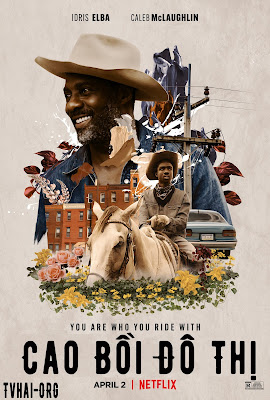 IDRIS ELBA CALEB McLAUGHLIN
YOU ARE WHO YOU RIDE WITH
CAO BỒI ĐÔ THỊ
TVHAI-ORG
APRIL 2 | NETFLIX